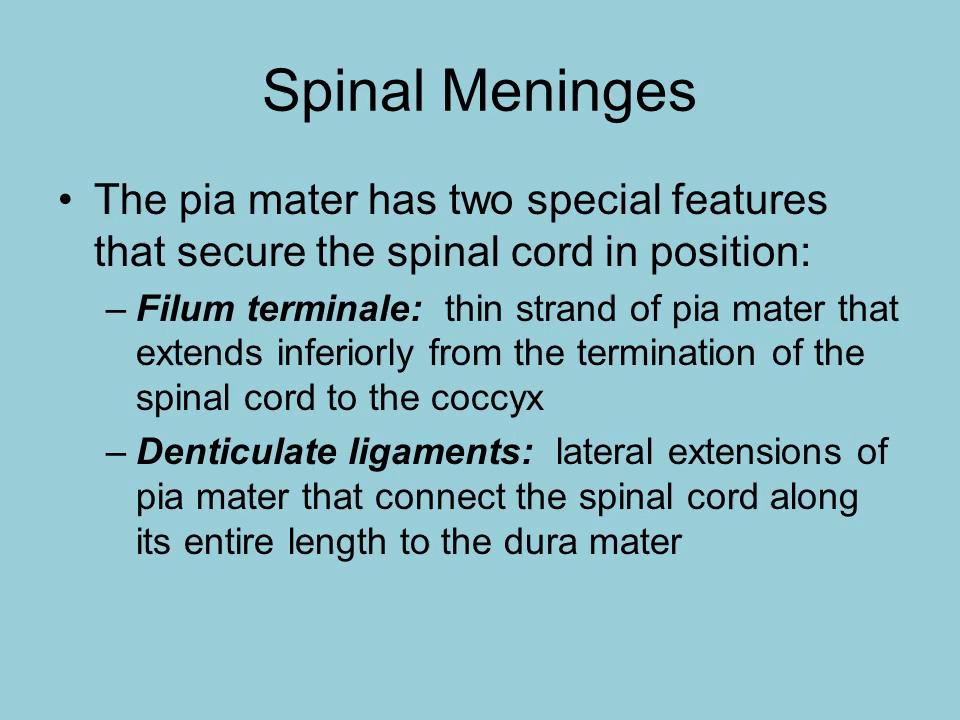 Spinal Meninges
• The pia mater has two special features
that secure the spinal cord in position:
–Filum terminale:  thin strand of pia mater that
extends inferiorly from the termination of the
spinal cord to the coccyx
–Denticulate ligaments:  lateral extensions of
pia mater that connect the spinal cord along
its entire length to the dura mater